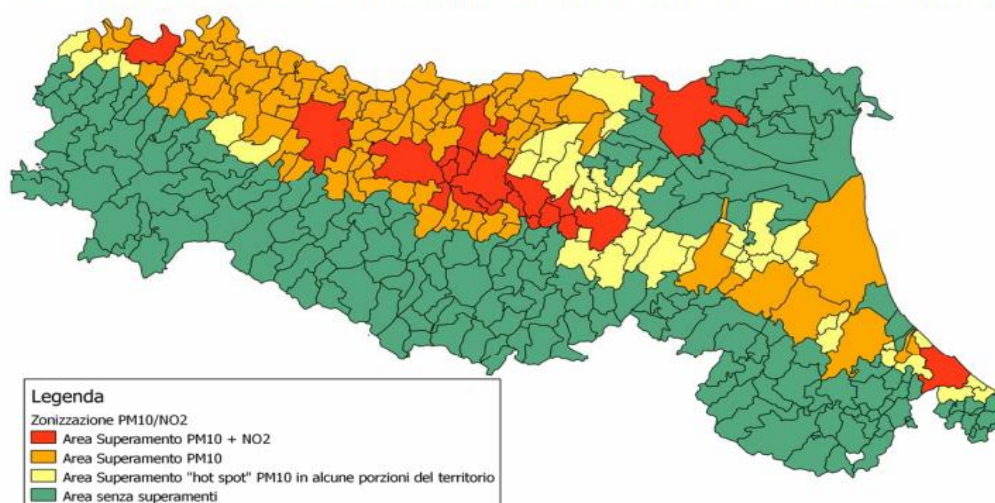 Legenda
Zonizzazione PM10/NO2
Area Superamento PM10 + NO2
Area Superamento PM10
Area Superamento "hot spot" PM10 in alcune porzioni del territorio
Area senza superamenti